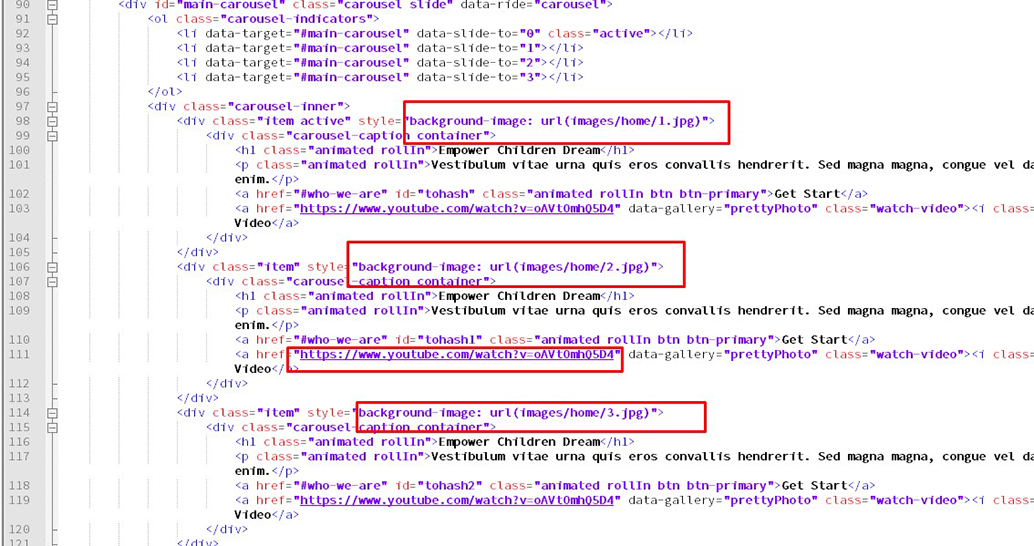 90 <div id="main-carousel" class="carousel slide" data-ride="carousel">
91 <ol class="carousel-indicators">
92 <li data-target="#main-carousel" data-slide-to="0" class="active"></li>
93 <li data-target="#main-carousel" data-slide-to="1"></li>
94 <li data-target="#main-carousel" data-slide-to="2"></li>
95 <li data-target="#main-carousel" data-slide-to="3"></li>
96 </ol>
97 <div class="carousel-inner">
98 <div class="item active" style="background-image: url(images/home/1.jpg)">
99 <div class="carousel-caption container">
100 <h1 class="animated rollIn">Empower Children Dream</h1>
101 <p class="animated rollIn">Vestibulum vitae urna quis eros convallis hendrerit. Sed magna magna, congue vel da
enim.</p>
102 <a href="#who-we-are" id="tohash" class="animated rollIn btn btn-primary">Get Start</a>
103 <a href="https://www.youtube.com/watch?v=oAVtOmhQ5D4" data-gallery="prettyPhoto" class="watch-video"><i class=
Video</a>
104 </div>
105 </div>
106 <div class="item" style="background-image: url(images/home/2.jpg)">
107 <div class="carousel-caption container">
108 <h1 class="animated rollIn">Empower Children Dream</h1>
109 <p class="animated rollIn">Vestibulum vitae urna quis eros convallis hendrerit. Sed magna magna, congue vel da
enim.</p>
110 <a href="#who-we-are" id="tohash1" class="animated rollIn btn btn-primary">Get Start</a>
111 <a href="https://www.youtube.com/watch?v=oAVtOmhQ5D4" data-gallery="prettyPhoto" class="watch-video"><i class=
Video</a>
112 </div>
113 </div>
114 <div class="item" style="background-image: url(images/home/3.jpg)">
115 <div class="carousel-caption container">
116 <h1 class="animated rollIn">Empower Children Dream</h1>
117 <p class="animated rollIn">Vestibulum vitae urna quis eros convallis hendrerit. Sed magna magna, congue vel da
enim.</p>
118 <a href="#who-we-are" id="tohash2" class="animated rollIn btn btn-primary">Get Start</a>
119 <a href="https://www.youtube.com/watch?v=oAVtOmhQ5D4" data-gallery="prettyPhoto" class="watch-video"><i class=
Video</a>
120 </div>
121 </div>